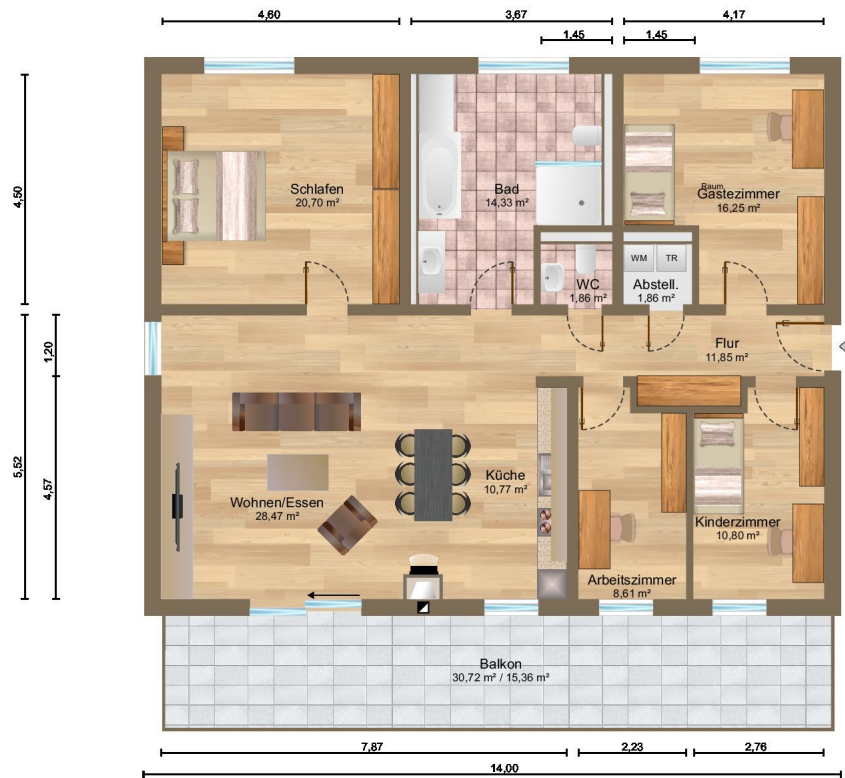 4,60
3,67
4,17
1,45
1,45
4,50
Schlafen
20,70 m²
Bad
14,33 m²
Raum
Gästezimmer
16,25 m²
WM
TR
WC
1,86 m²
Abstell.
1,86 m²
1,20
Flur
11,85 m²
5,52
4,57
Küche
10,77 m²
Wohnen/Essen
28,47 m²
Kinderzimmer
10,80 m²
Arbeitszimmer
8,61 m²
Balkon
30,72 m² / 15,36 m²
7,87
2,23
2,76
14,00